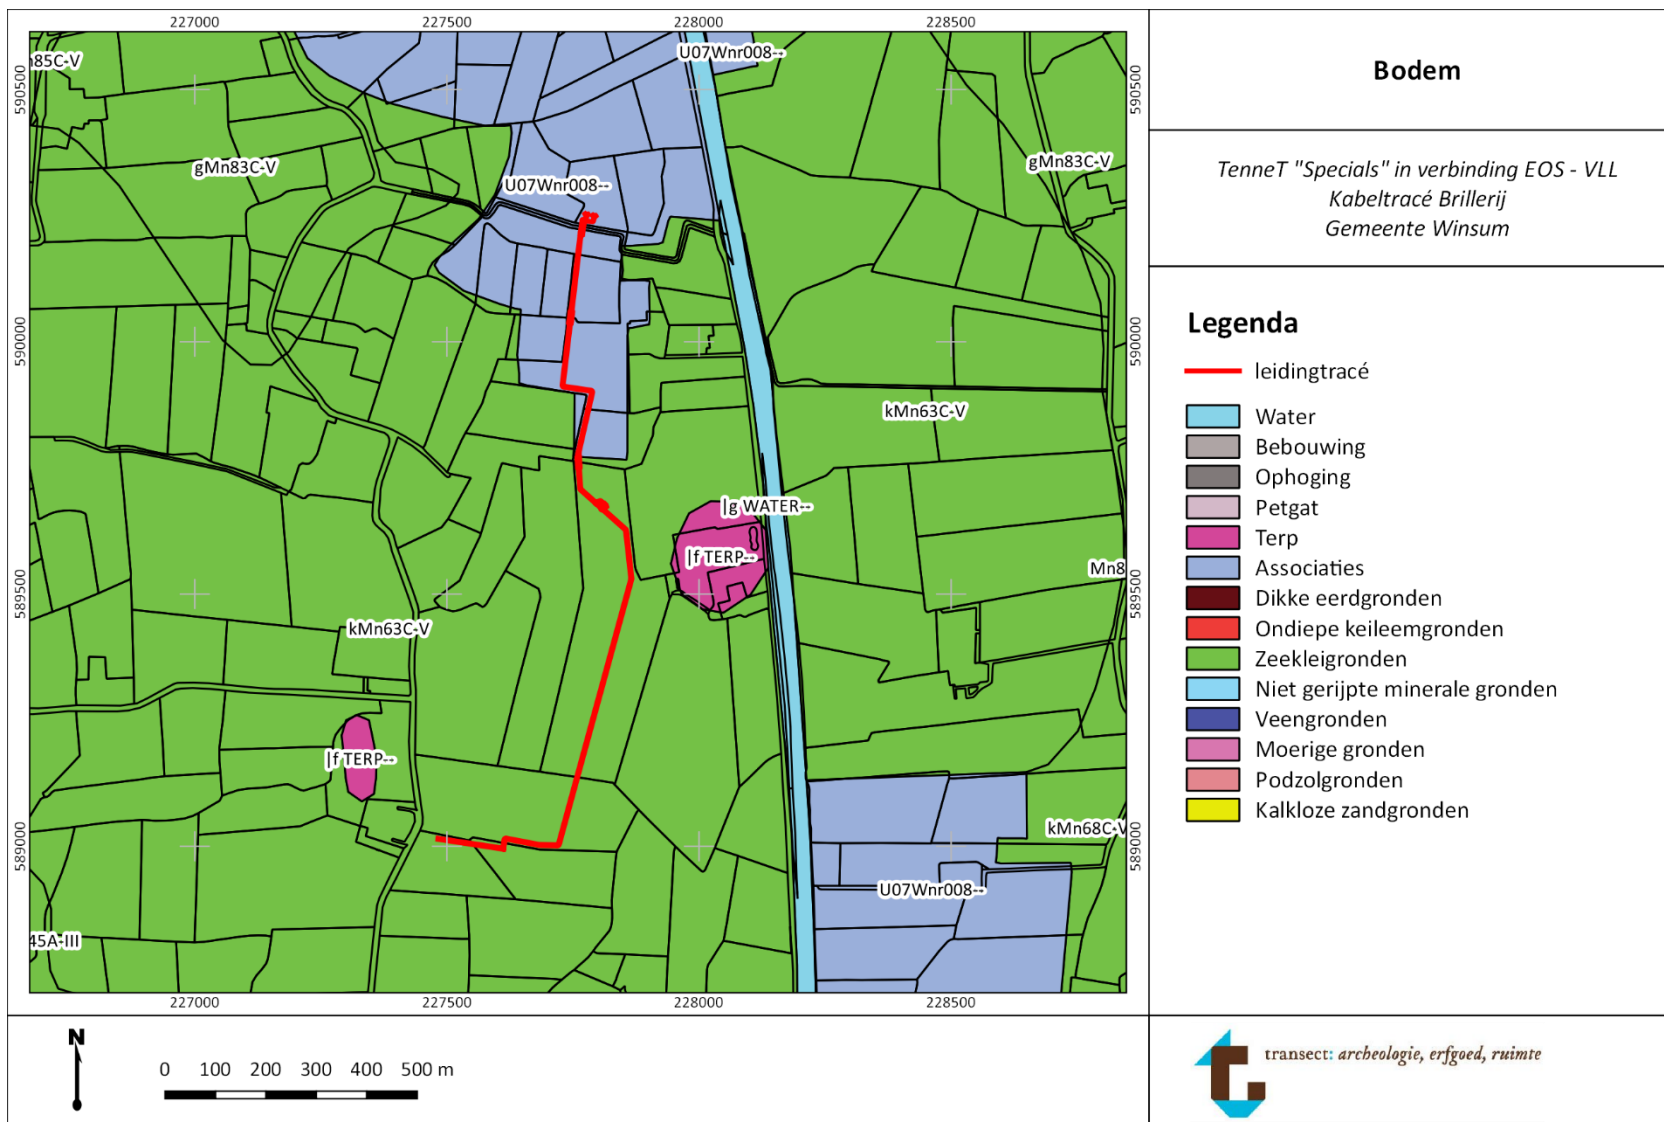 227000
227500
228000
228500
590500
590000
589500
589000
590500
590000
589500
589000
n85C-V
U07Wnr008--
gMn83C-V
gMn83C-V
U07Wnr008--
kMn63C-V
|g WATER--
|f TERP--
Mn8
kMn63C-V
|f TERP--
kMn68C-V
U07Wnr008--
45A-III
227000
227500
228000
228500
N
0 100 200 300 400 500 m
Bodem
TenneT "Specials" in verbinding EOS - VLL
Kabeltracé Brillerij
Gemeente Winsum
Legenda
leidingtracé
Water
Bebouwing
Ophoging
Petgat
Terp
Associaties
Dikke eerdgronden
Ondiepe keileemgronden
Zeekleigronden
Niet gerijpte minerale gronden
Veengronden
Moerige gronden
Podzolgronden
Kalkloze zandgronden
transect: archeologie, erfgoed, ruimte